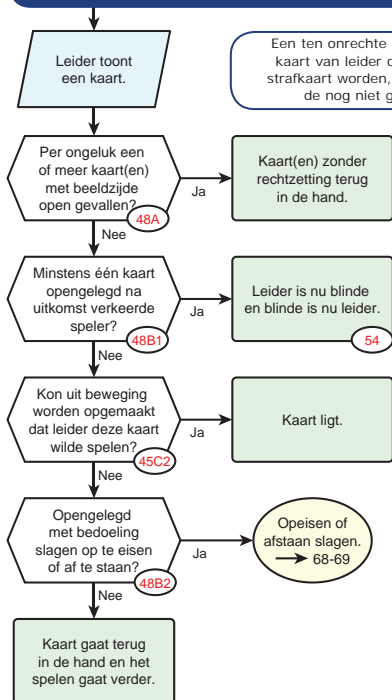 Leider toont
een kaart.
Een ten onrechte
kaart van leider
strafkaart worden,
de nog niet
Per ongeluk een
of meer kaart(en)
met beeldzijde
open gevallen?
48A
Ja
Nee
Kaart(en) zonder
rechtzetting terug
in de hand.
Minstens één kaart
opengelegd na
uitkomst verkeerde
speler?
48B1
Ja
Nee
Leider is nu blinde
en blinde is nu leider.
54
Kon uit beweging
worden opgemaakt
dat leider deze kaart
wilde spelen?
45C2
Ja
Nee
Kaart ligt.
Opengelegd
met bedoeling
slagen op te eisen
of af te staan?
48B2
Ja
Nee
Opeisen of
afstaan slagen.
→ 68-69
Kaart gaat terug
in de hand en het
spelen gaat verder.